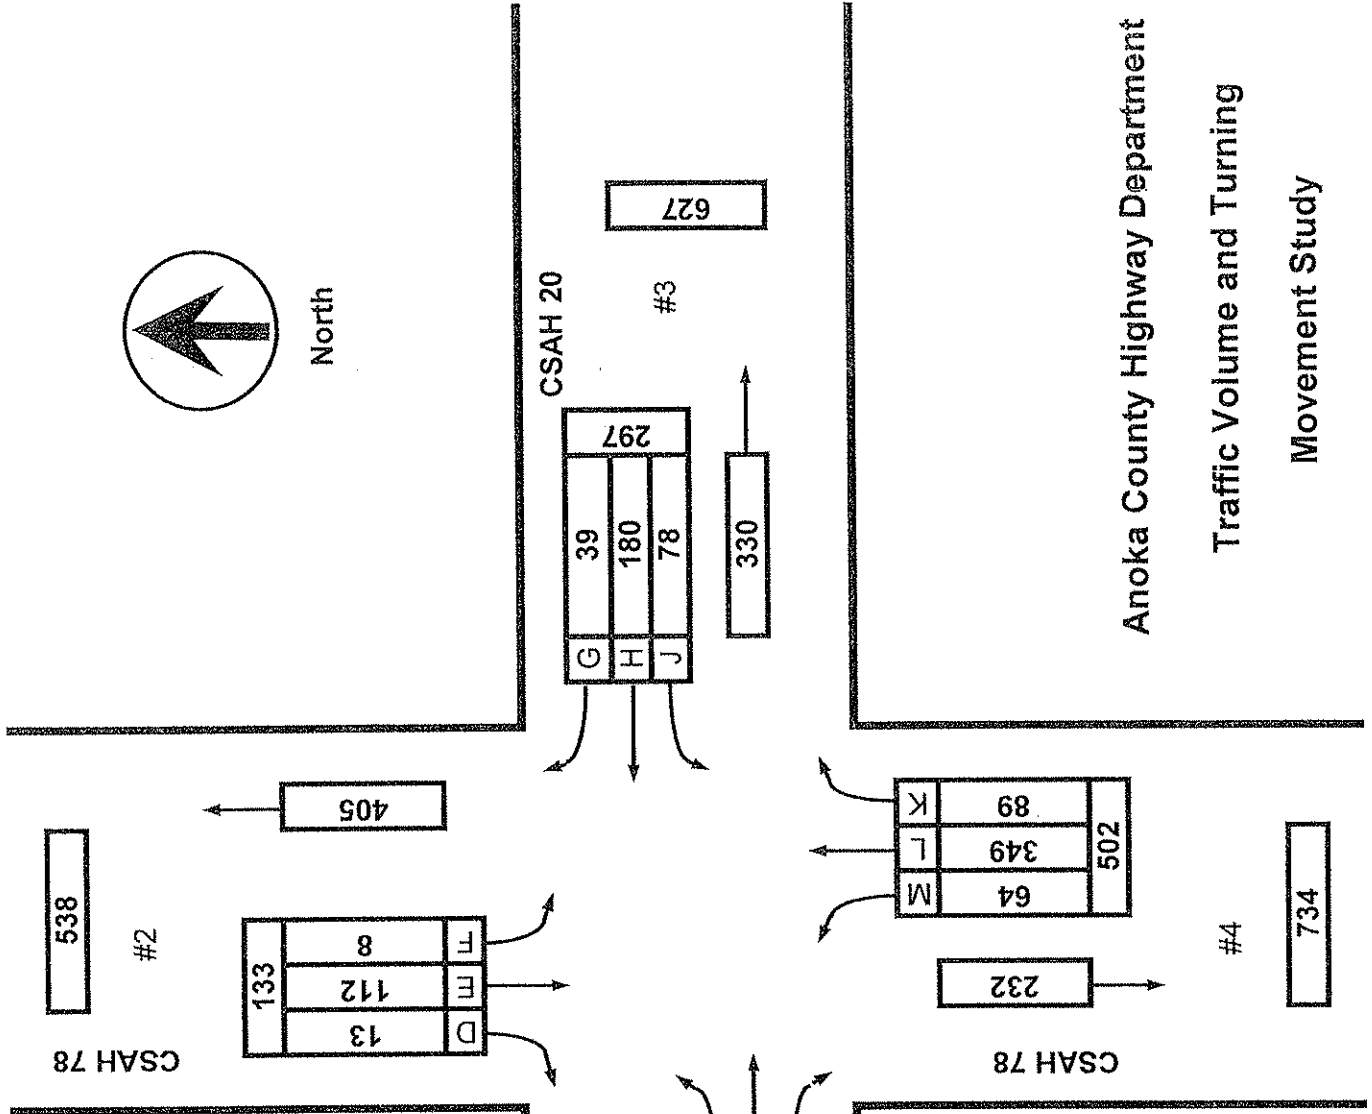 538
#2
CSAH 78
405
133
13
112
8
D
E
F
North
CSAH 20
G
39
H
180
J
78
297
330
#3
627
M
L
K
64
349
89
502
232
CSAH 78
#4
734
Anoka County Highway Department
Traffic Volume and Turning
Movement Study